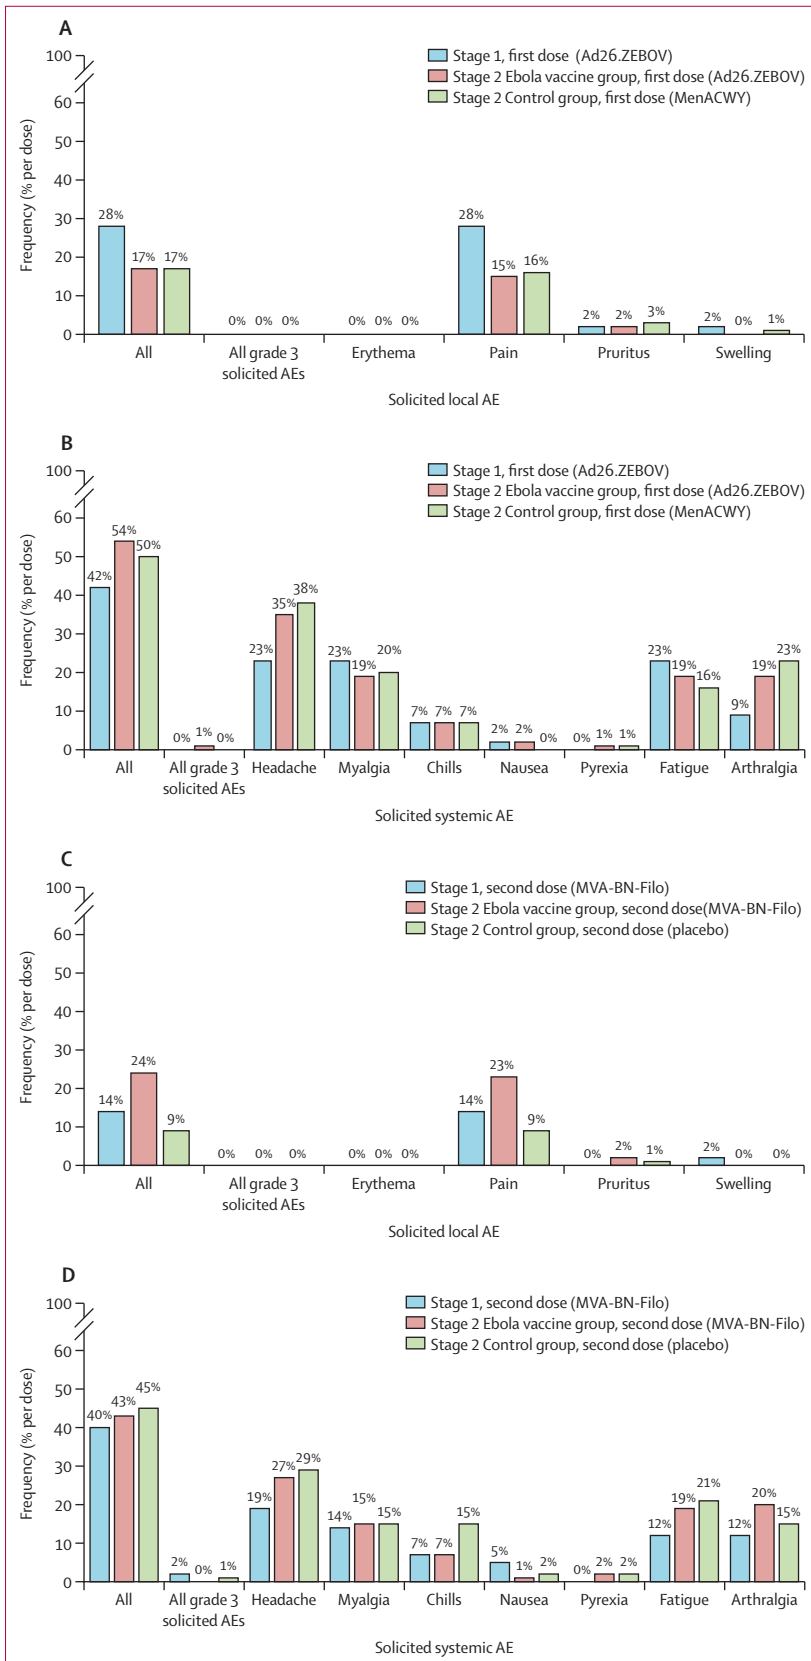 A
100
60
50
40
30
20
10
0
Frequency (% per dose)
Stage 1, first dose (Ad26.ZEBOV)
Stage 2 Ebola vaccine group, first dose (Ad26.ZEBOV)
Stage 2 Control group, first dose (MenACWY)
28% 17% 17% 0% 0% 0% 0% 0% 0% 28% 15% 16% 2% 2% 3% 2% 0% 1%
All All grade 3 Erythema Pain Pruritus Swelling
solicited AEs
Solicited local AE
B
100
60
50
40
30
20
10
0
Frequency (% per dose)
Stage 1, first dose (Ad26.ZEBOV)
Stage 2 Ebola vaccine group, first dose (Ad26.ZEBOV)
Stage 2 Control group, first dose (MenACWY)
42% 54% 50% 0% 1% 0% 23% 35% 38% 23% 19% 20% 7% 7% 7% 2% 2% 0% 0% 1% 1% 23% 19% 16% 9% 19% 23%
All All grade 3 Headache Myalgia Chills Nausea Pyrexia Fatigue Arthralgia
solicited AEs
Solicited systemic AE
C
100
60
50
40
30
20
10
0
Frequency (% per dose)
Stage 1, second dose (MVA-BN-Filo)
Stage 2 Ebola vaccine group, second dose(MVA-BN-Filo)
Stage 2 Control group, second dose (placebo)
14% 24% 9% 0% 0% 0% 0% 0% 0% 14% 23% 9% 0% 2% 1% 2% 0% 0%
All All grade 3 Erythema Pain Pruritus Swelling
solicited AEs
Solicited local AE
D
100
60
50
40
30
20
10
0
Frequency (% per dose)
Stage 1, second dose (MVA-BN-Filo)
Stage 2 Ebola vaccine group, second dose (MVA-BN-Filo)
Stage 2 Control group, second dose (placebo)
40% 43% 45% 2% 0% 1% 19% 27% 29% 14% 15% 15% 7% 7% 15% 5% 1% 2% 0% 2% 2% 12% 19% 21% 12% 20% 15%
All All grade 3 Headache Myalgia Chills Nausea Pyrexia Fatigue Arthralgia
solicited AEs
Solicited systemic AE